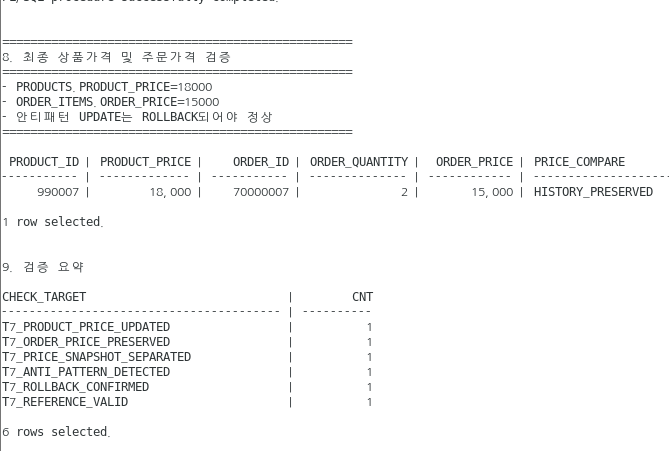 PL/SQL procedure successfully completed.
==================================================
8. 최종 상품가격 및 주문가격 검증
==================================================
- PRODUCTS.PRODUCT_PRICE=18000
- ORDER_ITEMS.ORDER_PRICE=15000
- 안티패턴 UPDATE는 ROLLBACK되어야 정상
==================================================
PRODUCT_ID | PRODUCT_PRICE | ORDER_ID | ORDER_QUANTITY | ORDER_PRICE | PRICE_COMPARE
----------- | ------------- | ----------- | -------------- | ------------ | --------------------
990007 | 18,000 | 70000007 | 2 | 15,000 | HISTORY_PRESERVED
1 row selected.
9. 검증 요약
CHECK_TARGET | CNT
---------------------------------------- | ----------
T7_PRODUCT_PRICE_UPDATED | 1
T7_ORDER_PRICE_PRESERVED | 1
T7_PRICE_SNAPSHOT_SEPARATED | 1
T7_ANTI_PATTERN_DETECTED | 1
T7_ROLLBACK_CONFIRMED | 1
T7_REFERENCE_VALID | 1
6 rows selected.